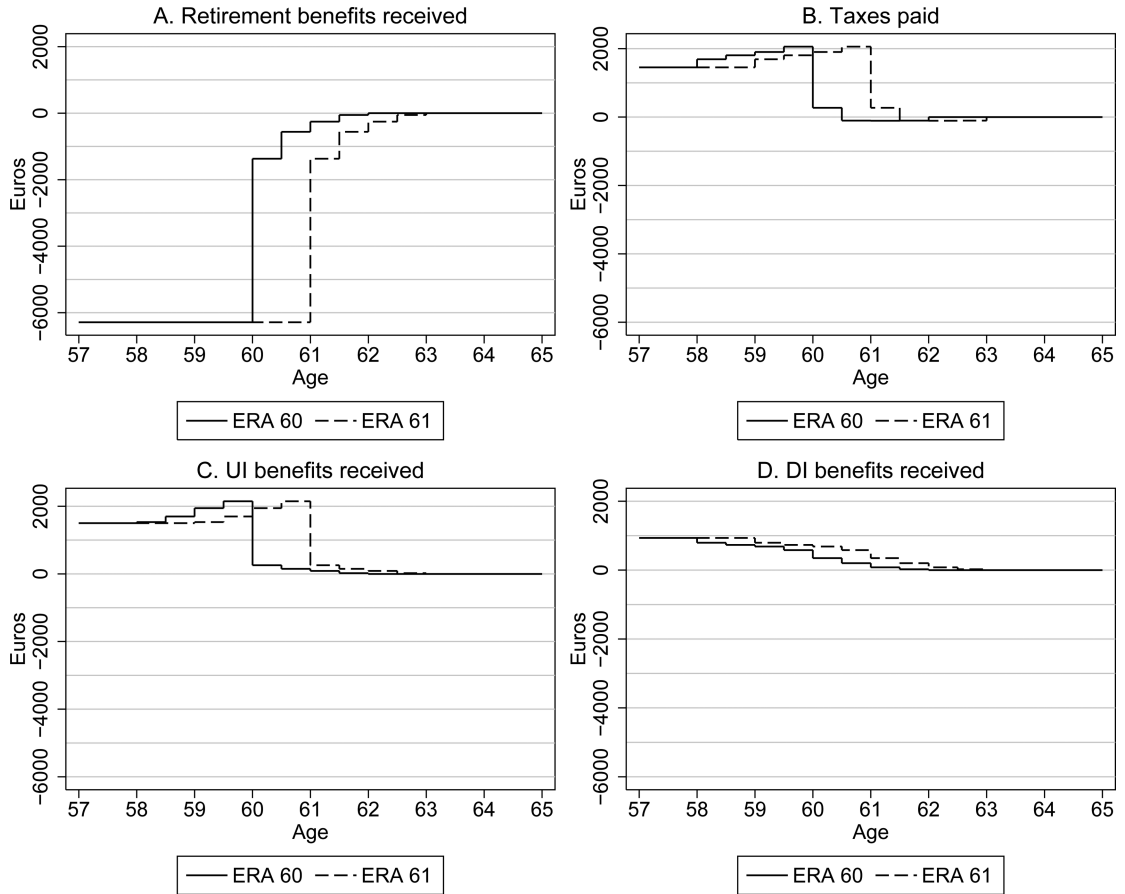 A. Retirement benefits received
2000
0
−2000
−4000
−6000
Euros
57 58 59 60 61 62 63 64 65
Age
ERA 60 ERA 61
B. Taxes paid
2000
0
−2000
−4000
−6000
Euros
57 58 59 60 61 62 63 64 65
Age
ERA 60 ERA 61
C. UI benefits received
2000
0
−2000
−4000
−6000
Euros
57 58 59 60 61 62 63 64 65
Age
ERA 60 ERA 61
D. DI benefits received
2000
0
−2000
−4000
−6000
Euros
57 58 59 60 61 62 63 64 65
Age
ERA 60 ERA 61